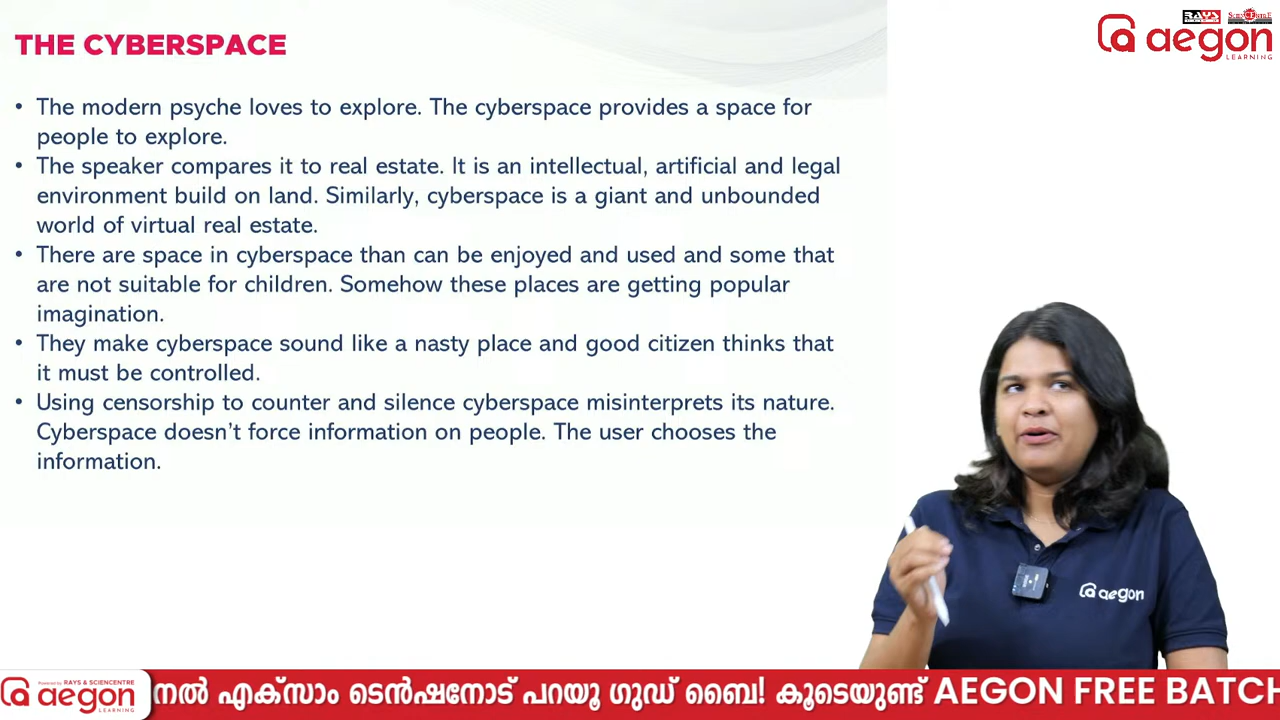 THE CYBERSPACE
RAYS
aegon
LEARNING
• The modern psyche loves to explore. The cyberspace provides a space for
people to explore.
• The speaker compares it to real estate. It is an intellectual, artificial and legal
environment build on land. Similarly, cyberspace is a giant and unbounded
world of virtual real estate.
• There are space in cyberspace than can be enjoyed and used and some that
are not suitable for children. Somehow these places are getting popular
imagination.
• They make cyberspace sound like a nasty place and good citizen thinks that
it must be controlled.
• Using censorship to counter and silence cyberspace misinterprets its nature.
Cyberspace doesn't force information on people. The user chooses the
information.
aegon
Powered by RAYS & SCIENCENTRE
aegon
LEARNING
നൽ എക്സാം ടെൻഷനോട് പറയൂ ഗുഡ് ബൈ! കൂടെയുണ്ട് AEGON FREE BATCH